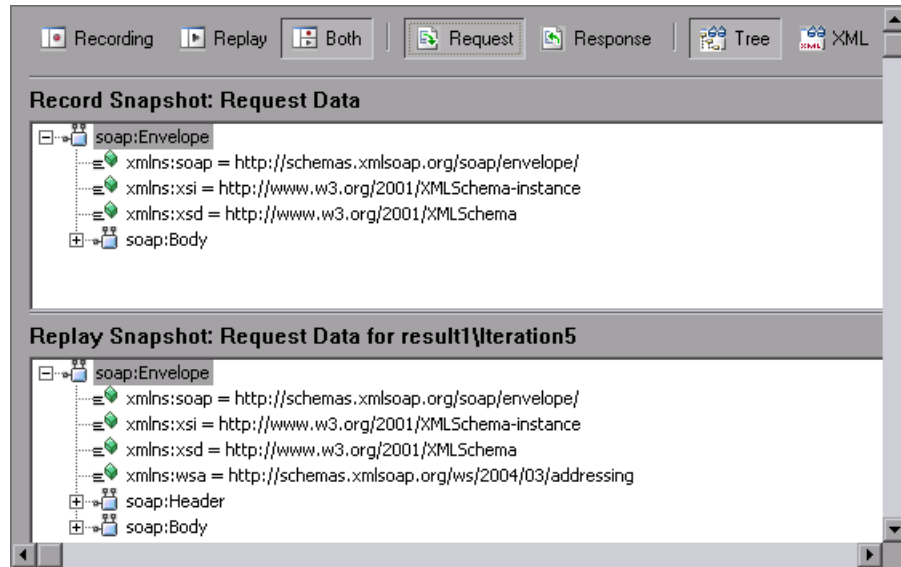 Recording Replay Both Request Response Tree XML
Record Snapshot: Request Data
soap:Envelope
xmlns:soap = http://schemas.xmlsoap.org/soap/envelope/
xmlns:xsi = http://www.w3.org/2001/XMLSchema-instance
xmlns:xsd = http://www.w3.org/2001/XMLSchema
soap:Body
Replay Snapshot: Request Data for result1\Iteration5
soap:Envelope
xmlns:soap = http://schemas.xmlsoap.org/soap/envelope/
xmlns:xsi = http://www.w3.org/2001/XMLSchema-instance
xmlns:xsd = http://www.w3.org/2001/XMLSchema
xmlns:wsa = http://schemas.xmlsoap.org/ws/2004/03/addressing
soap:Header
soap:Body